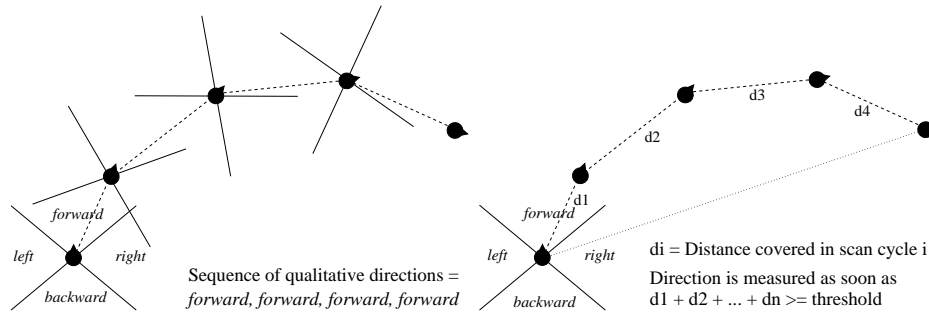 forward
left
right
backward
Sequence of qualitative directions =
forward, forward, forward, forward
d1
d2
d3
d4
forward
left
right
backward
di = Distance covered in scan cycle i
Direction is measured as soon as
d1 + d2 + ... + dn >= threshold